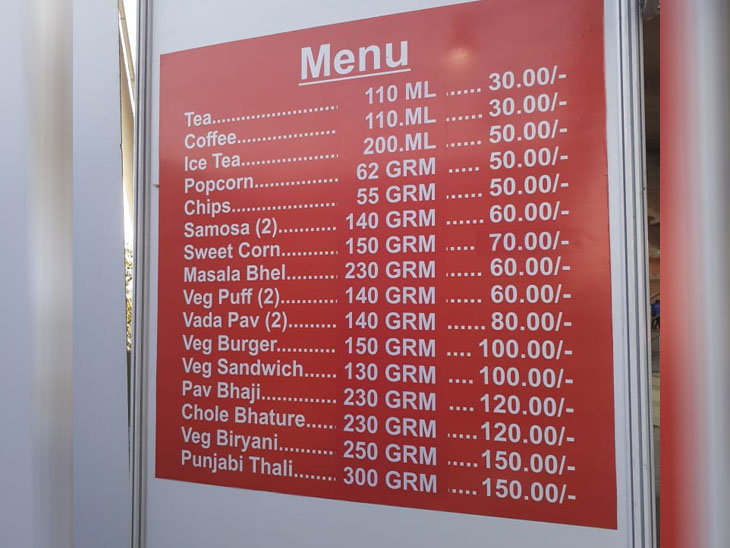 Menu
Tea.......................... 110 ML ...... 30.00/-
Coffee..................... 110.ML ...... 30.00/-
Ice Tea.................... 200.ML ...... 50.00/-
Popcorn................. 62 GRM ..... 50.00/-
Chips...................... 55 GRM ..... 50.00/-
Samosa (2)............ 140 GRM ...... 60.00/-
Sweet Corn............ 150 GRM ..... 70.00/-
Masala Bhel........... 230 GRM ..... 60.00/-
Veg Puff (2)............ 140 GRM ..... 60.00/-
Vada Pav (2).......... 140 GRM ...... 80.00/-
Veg Burger............ 150 GRM .... 100.00/-
Veg Sandwich...... 130 GRM .... 100.00/-
Pav Bhaji............... 230 GRM .... 120.00/-
Chole Bhature...... 230 GRM .... 120.00/-
Veg Biryani............ 250 GRM ..... 150.00/-
Punjabi Thali........ 300 GRM ..... 150.00/-